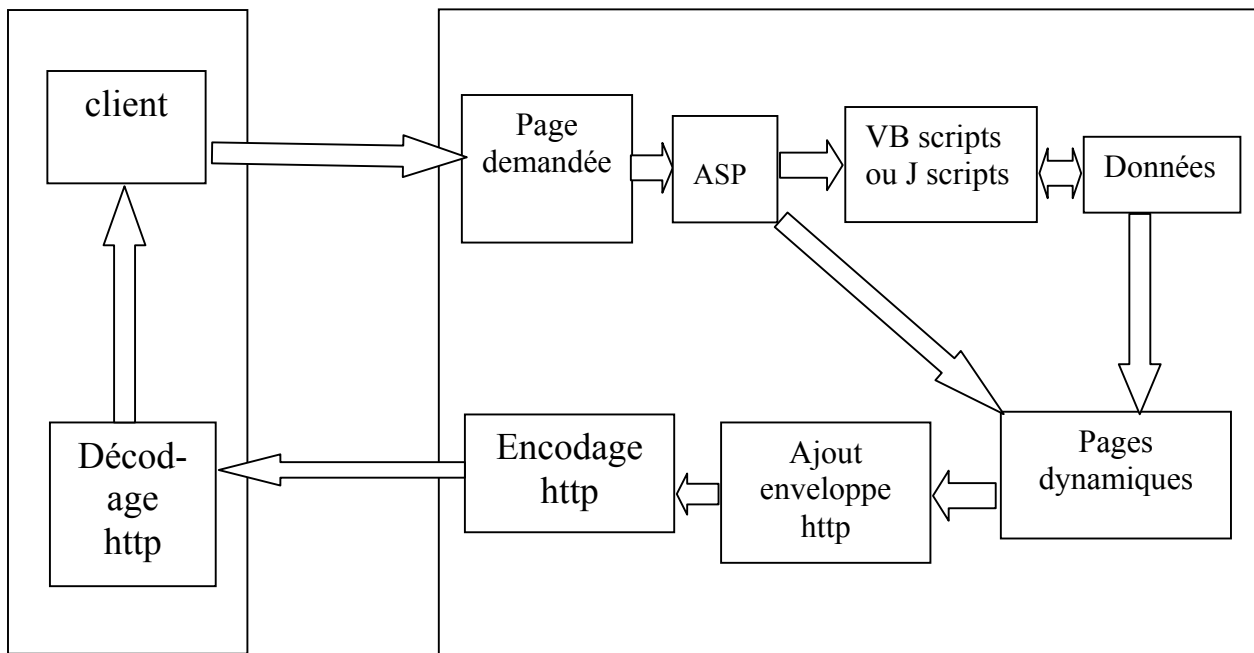 client
Page
demandée
ASP
VB scripts
ou J scripts
Données
Décod-
age
http
Encodage
http
Ajout
enveloppe
http
Pages
dynamiques